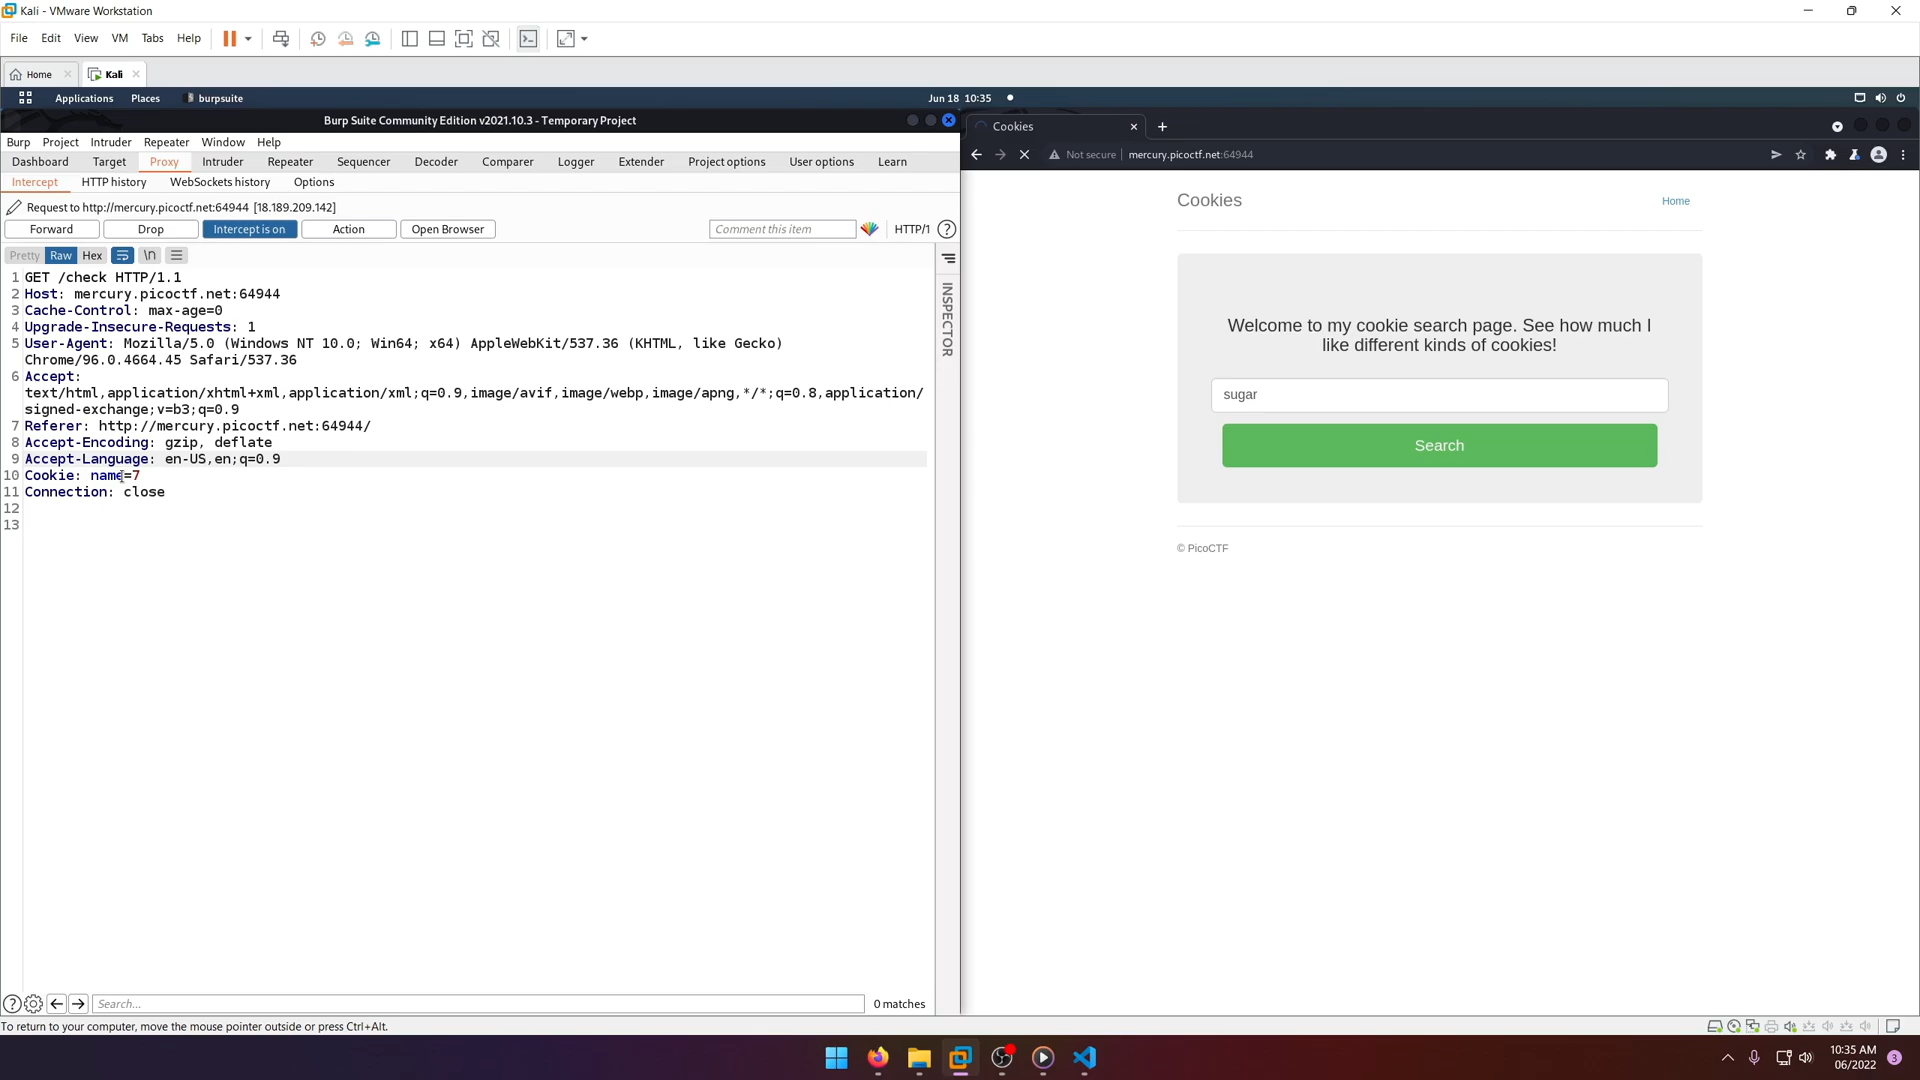 Kali - VMware Workstation
File Edit View VM Tabs Help
Home Kali
Applications Places burpsuite Jun 18 10:35
Burp Suite Community Edition v2021.10.3 - Temporary Project
Burp Project Intruder Repeater Window Help
Dashboard Target Proxy Intruder Repeater Sequencer Decoder Comparer Logger Extender Project options User options Learn
Intercept HTTP history WebSockets history Options
Request to http://mercury.picoctf.net:64944 [18.189.209.142]
Forward Drop Intercept is on Action Open Browser Comment this item HTTP/1 ?
Pretty Raw Hex \n
1 GET /check HTTP/1.1
2 Host: mercury.picoctf.net:64944
3 Cache-Control: max-age=0
4 Upgrade-Insecure-Requests: 1
5 User-Agent: Mozilla/5.0 (Windows NT 10.0; Win64; x64) AppleWebKit/537.36 (KHTML, like Gecko)
Chrome/96.0.4664.45 Safari/537.36
6 Accept:
text/html,application/xhtml+xml,application/xml;q=0.9,image/avif,image/webp,image/apng,*/*;q=0.8,application/
signed-exchange;v=b3;q=0.9
7 Referer: http://mercury.picoctf.net:64944/
8 Accept-Encoding: gzip, deflate
9 Accept-Language: en-US,en;q=0.9
10 Cookie: name=7
11 Connection: close
12
13
INSPECTOR
? Search... 0 matches
Cookies
Not secure mercury.picoctf.net:64944
Cookies Home
Welcome to my cookie search page. See how much I
like different kinds of cookies!
sugar
Search
© PicoCTF
To return to your computer, move the mouse pointer outside or press Ctrl+Alt.
10:35 AM
06/2022
3